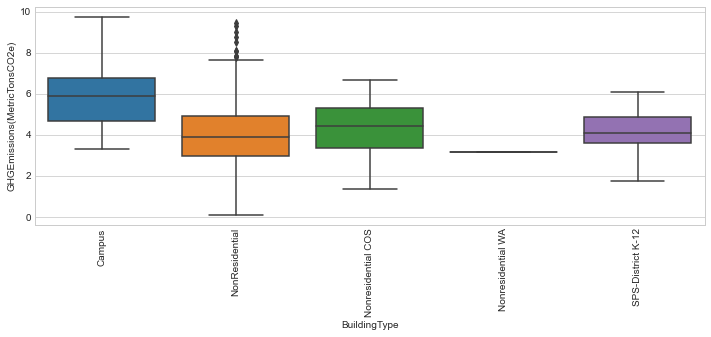 GHGEmissions(MetricTonsCO2e)
10
8
6
4
2
0
Campus
NonResidential
Nonresidential COS
Nonresidential WA
SPS-District K-12
BuildingType